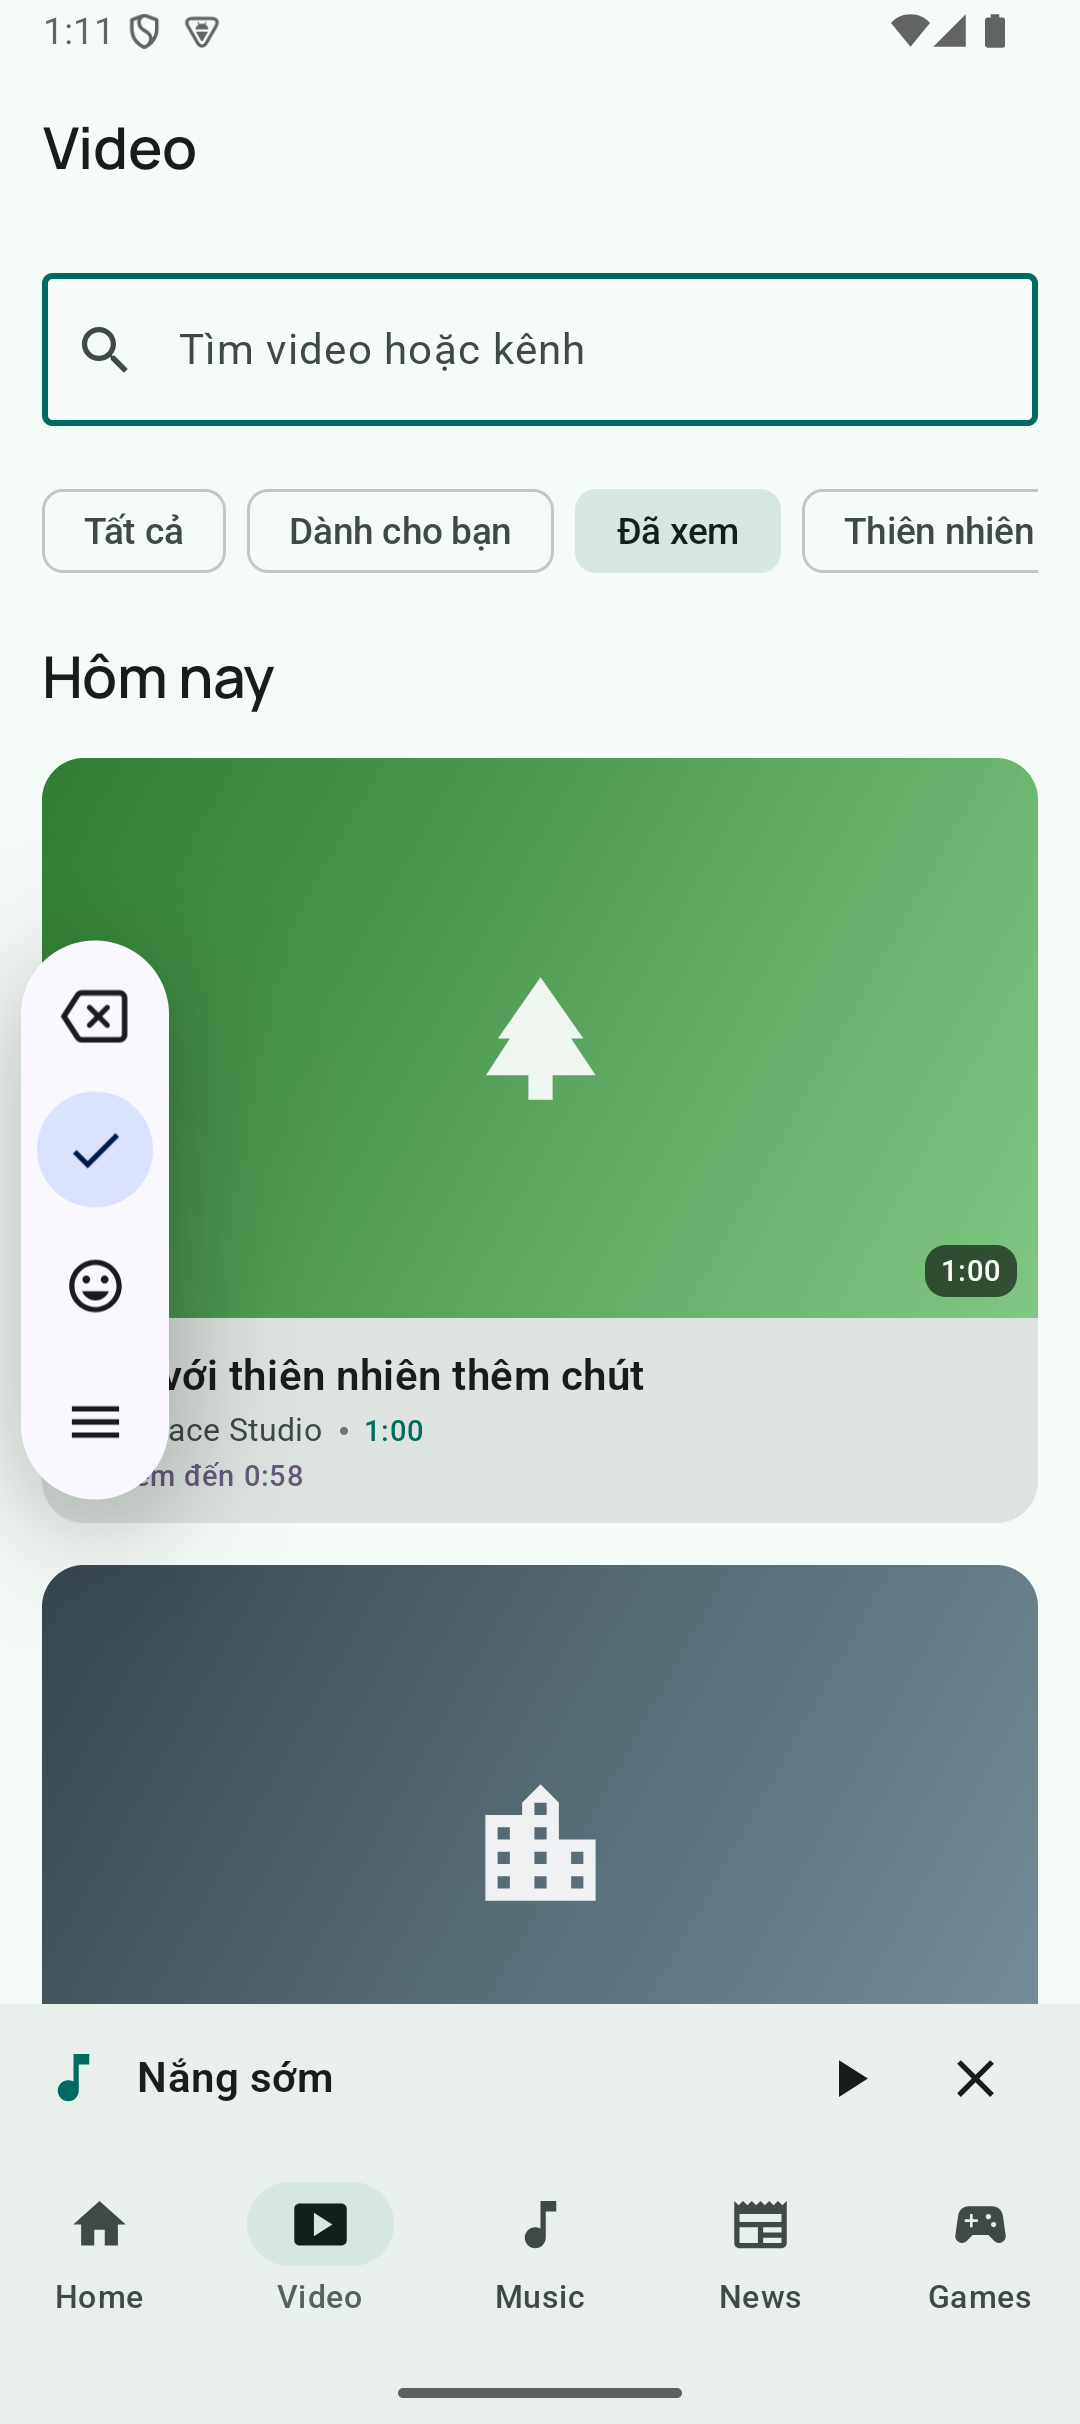 1:11
Video
Tìm video hoặc kênh
Tất cả
Dành cho bạn
Đã xem
Thiên nhiên
Hôm nay
1:00
với thiên nhiên thêm chút
ace Studio • 1:00
đến 0:58
Nắng sớm
Home
Video
Music
News
Games